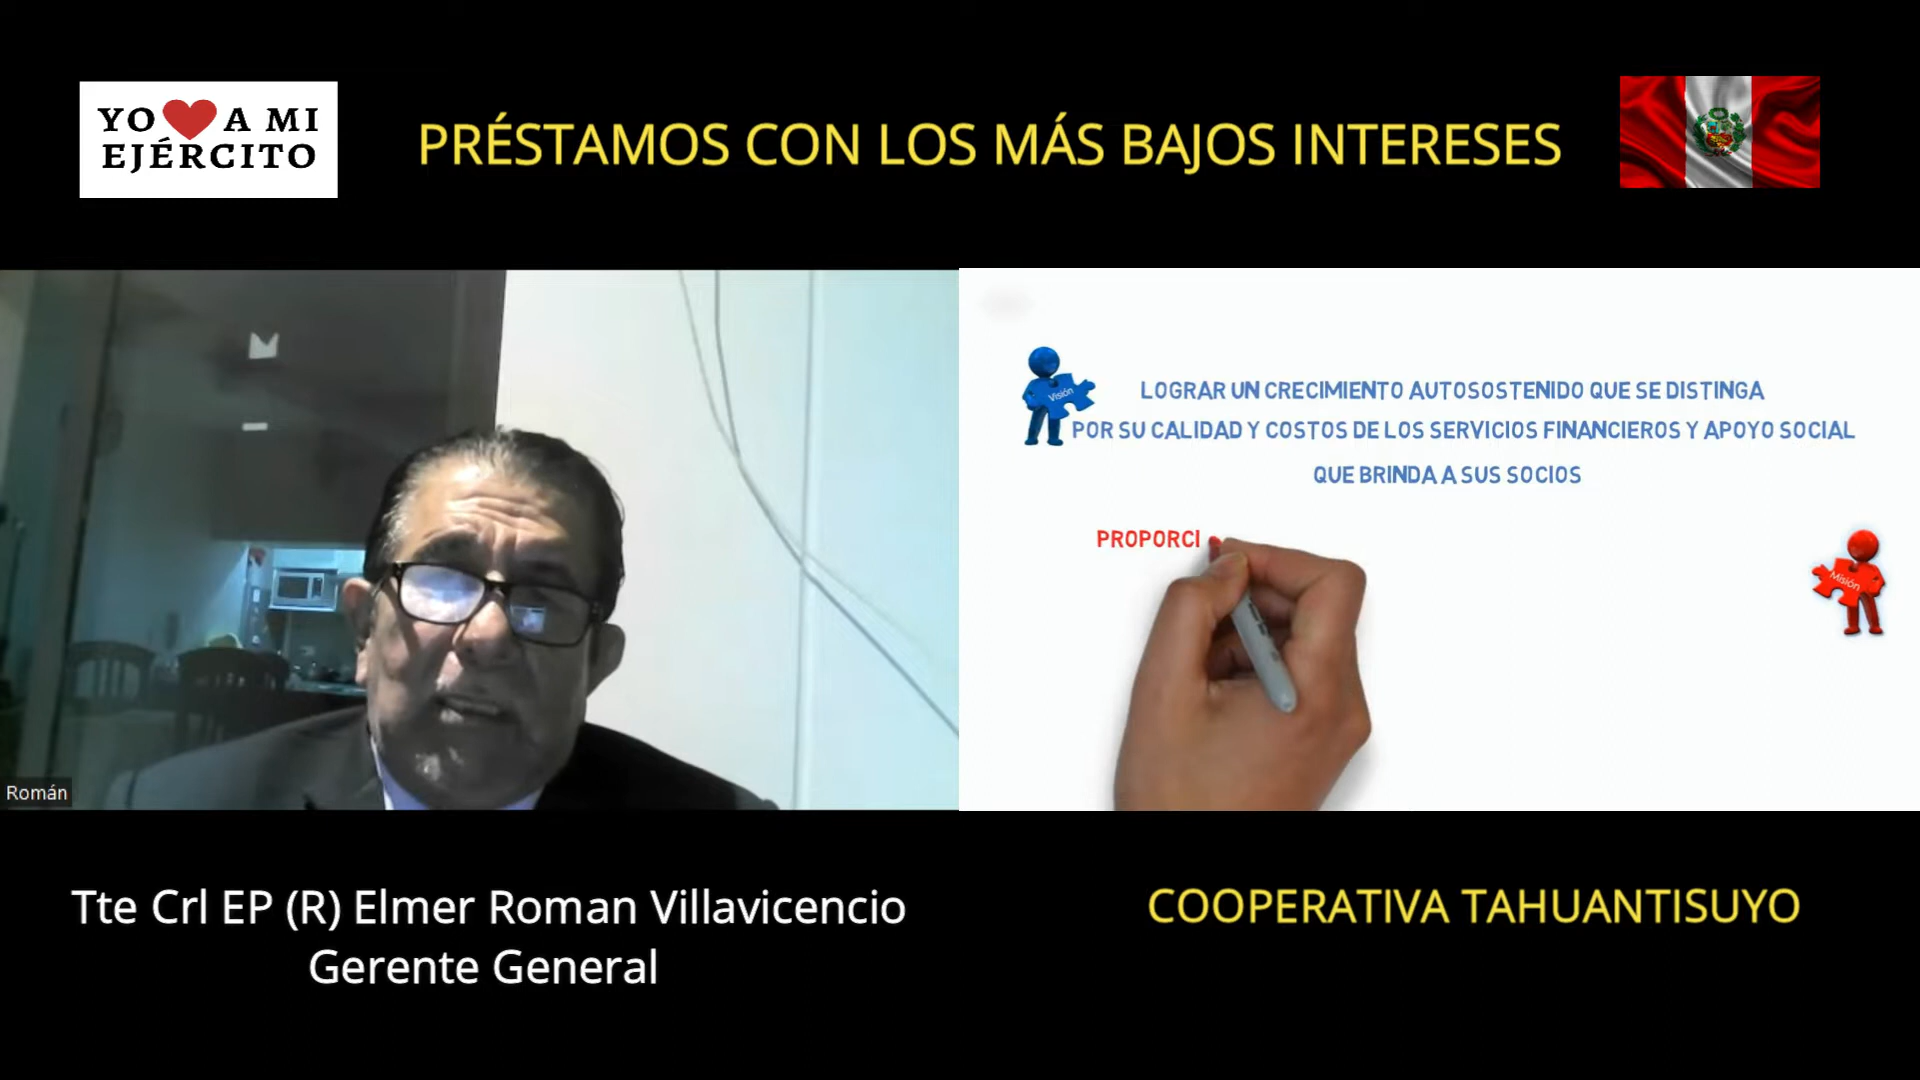 YO A MI
EJÉRCITO
PRÉSTAMOS CON LOS MÁS BAJOS INTERESES
Visión
LOGRAR UN CRECIMIENTO AUTOSOSTENIDO QUE SE DISTINGA
POR SU CALIDAD Y COSTOS DE LOS SERVICIOS FINANCIEROS Y APOYO SOCIAL
QUE BRINDA A SUS SOCIOS
PROPORCI
Misión
Román
Tte Crl EP (R) Elmer Roman Villavicencio
Gerente General
COOPERATIVA TAHUANTISUYO